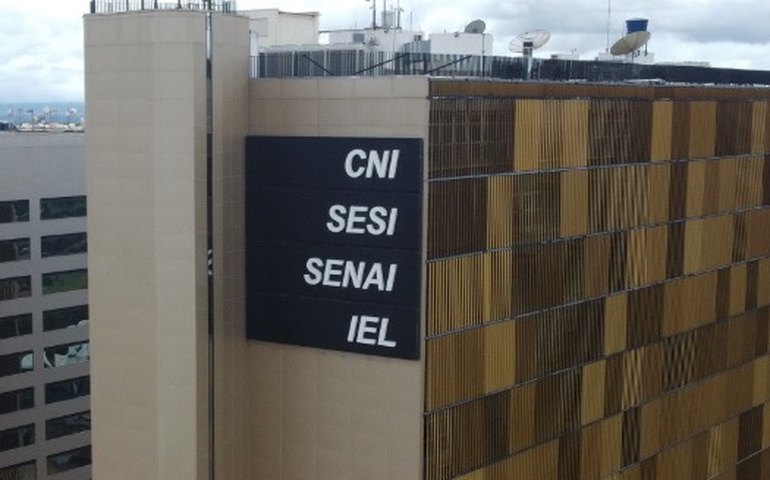 CNI
SESI
SENAI
IEL